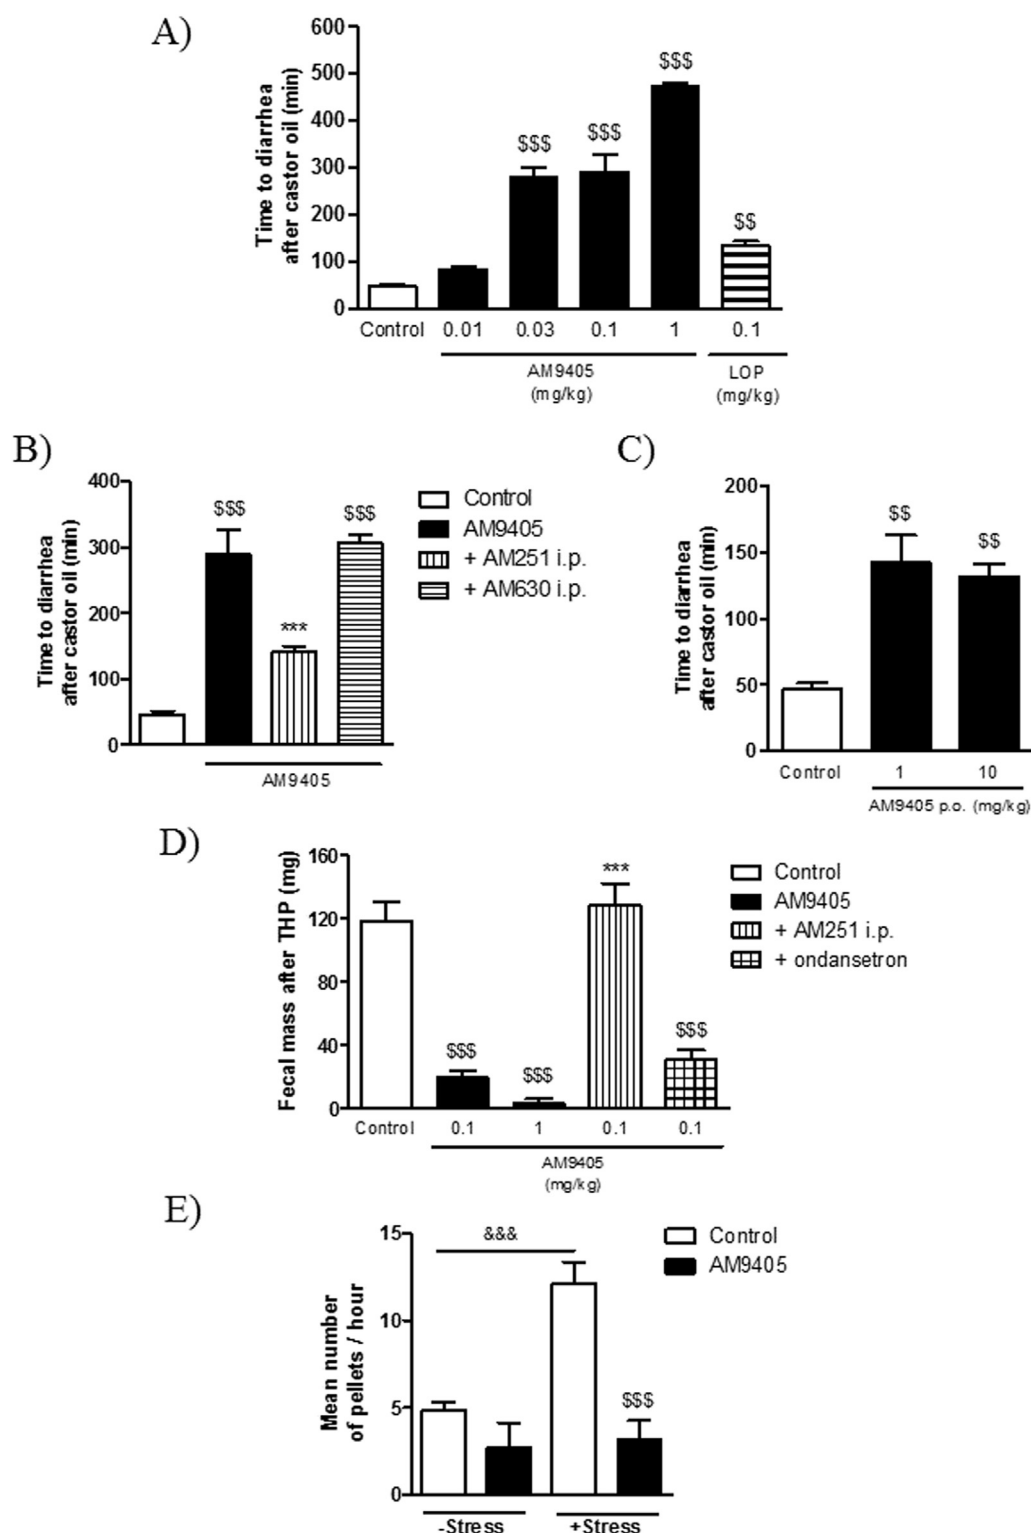 A)
600
500
400
300
200
100
0
Time to diarrhea
after castor oil (min)
$$$
$$$
$$$
$$
Control 0.01 0.03 0.1 1 0.1
AM9405
(mg/kg)
LOP
(mg/kg)
B)
400
300
200
100
0
Time to diarrhea
after castor oil (min)
$$$
***
$$$
AM9405
Control
AM9405
+ AM251 i.p.
+ AM630 i.p.
C)
200
150
100
50
0
Time to diarrhea
after castor oil (min)
$$
$$
Control 1 10
AM9405 p.o. (mg/kg)
D)
160
120
80
40
0
Fecal mass after THP (mg)
$$$
$$$
***
$$$
Control 0.1 1 0.1 0.1
AM9405
(mg/kg)
Control
AM9405
+ AM251 i.p.
+ ondansetron
E)
15
10
5
0
Mean number
of pellets / hour
&&&
$$$
-Stress +Stress
Control
AM9405